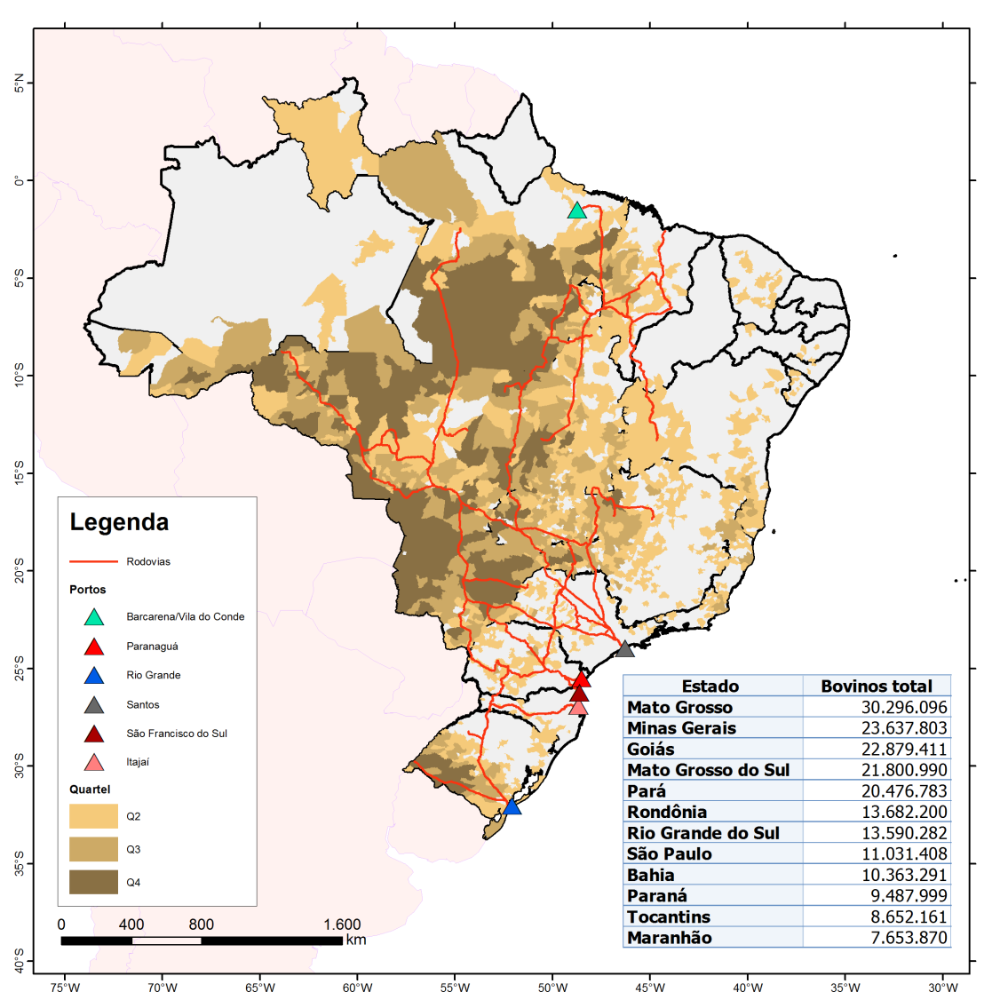 5°N
0°
5°S
10°S
15°S
20°S
25°S
30°S
35°S
40°S
Legenda
Rodovias
Portos
Barcarena/Vila do Conde
Paranaguá
Rio Grande
Santos
São Francisco do Sul
Itajaí
Quartel
Q2
Q3
Q4
0 400 800 1.600
km
Estado Bovinos total
Mato Grosso 30.296.096
Minas Gerais 23.637.803
Goiás 22.879.411
Mato Grosso do Sul 21.800.990
Pará 20.476.783
Rondônia 13.682.200
Rio Grande do Sul 13.590.282
São Paulo 11.031.408
Bahia 10.363.291
Paraná 9.487.999
Tocantins 8.652.161
Maranhão 7.653.870
75°W 70°W 65°W 60°W 55°W 50°W 45°W 40°W 35°W 30°W